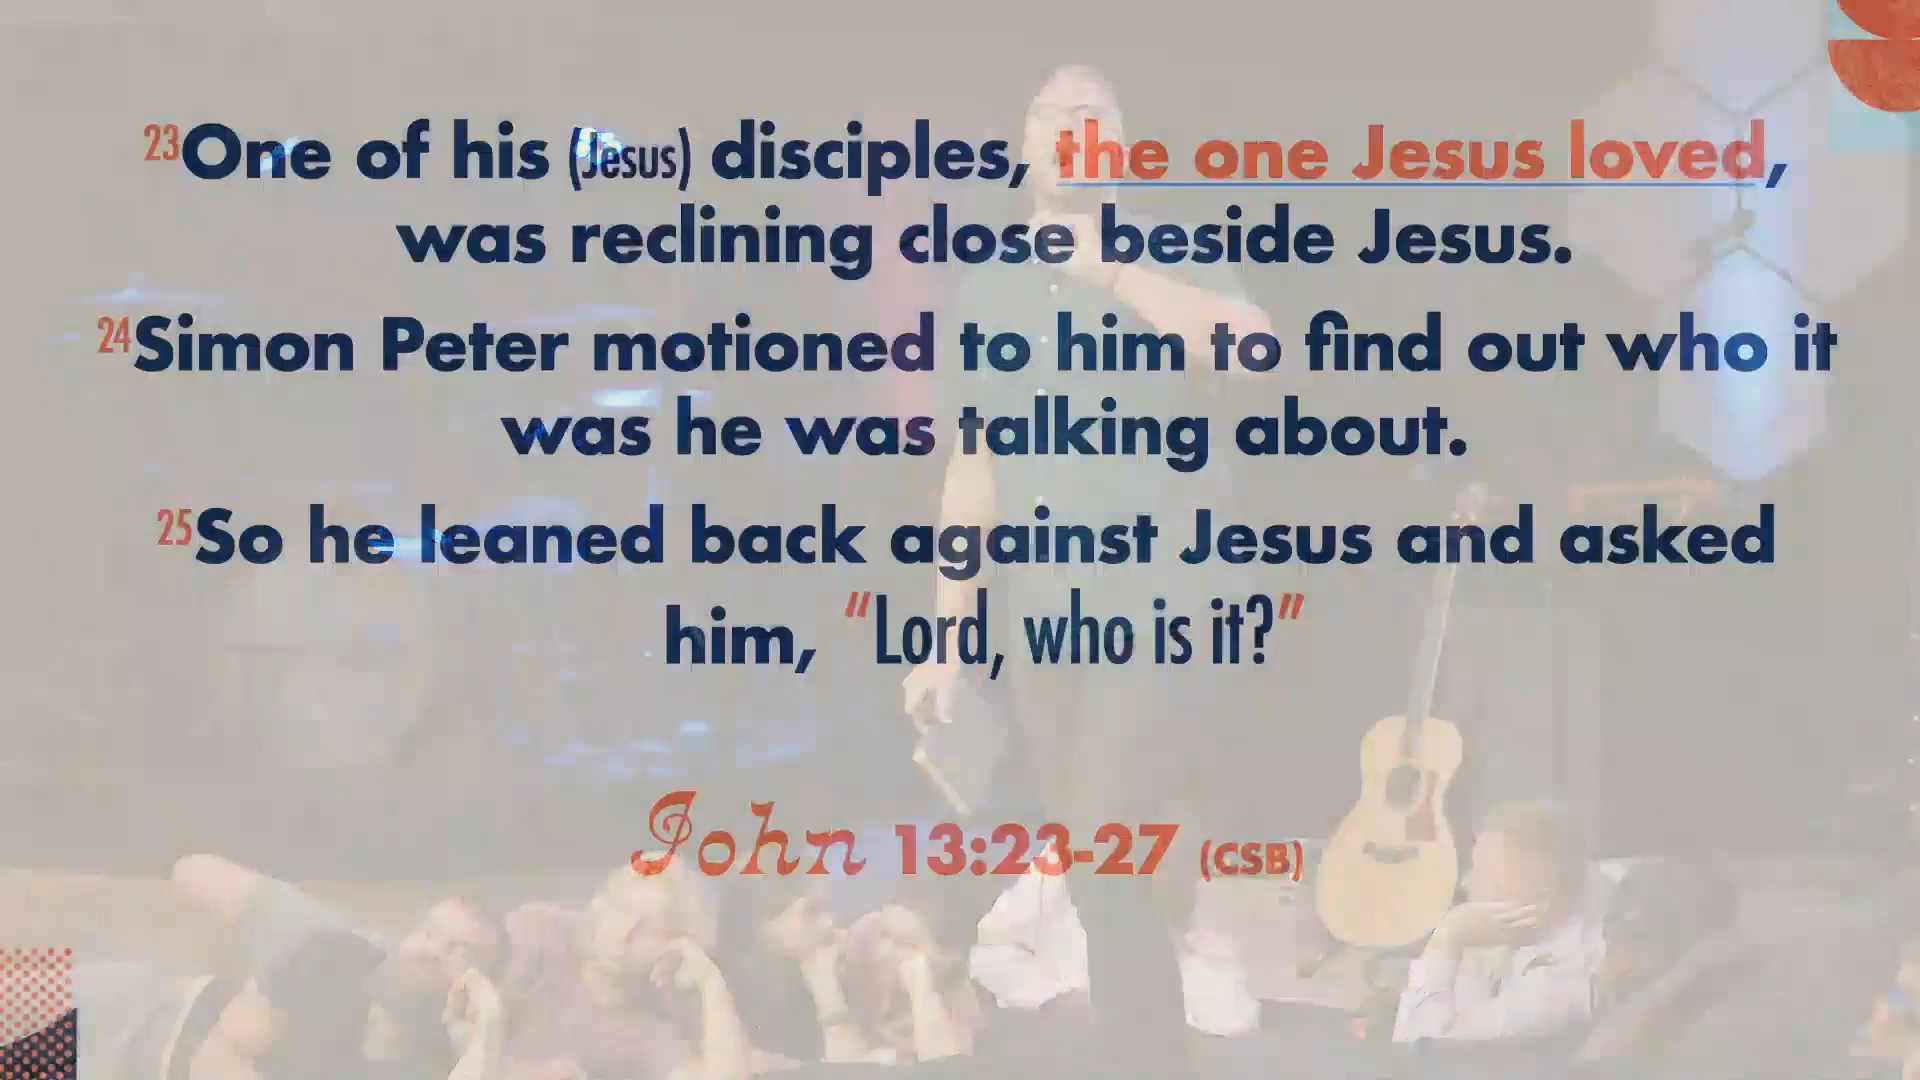 23One of his (Jesus) disciples, the one Jesus loved,
was reclining close beside Jesus.
24Simon Peter motioned to him to find out who it
was he was talking about.
25So he leaned back against Jesus and asked
him, “Lord, who is it?”
John 13:23-27 (CSB)